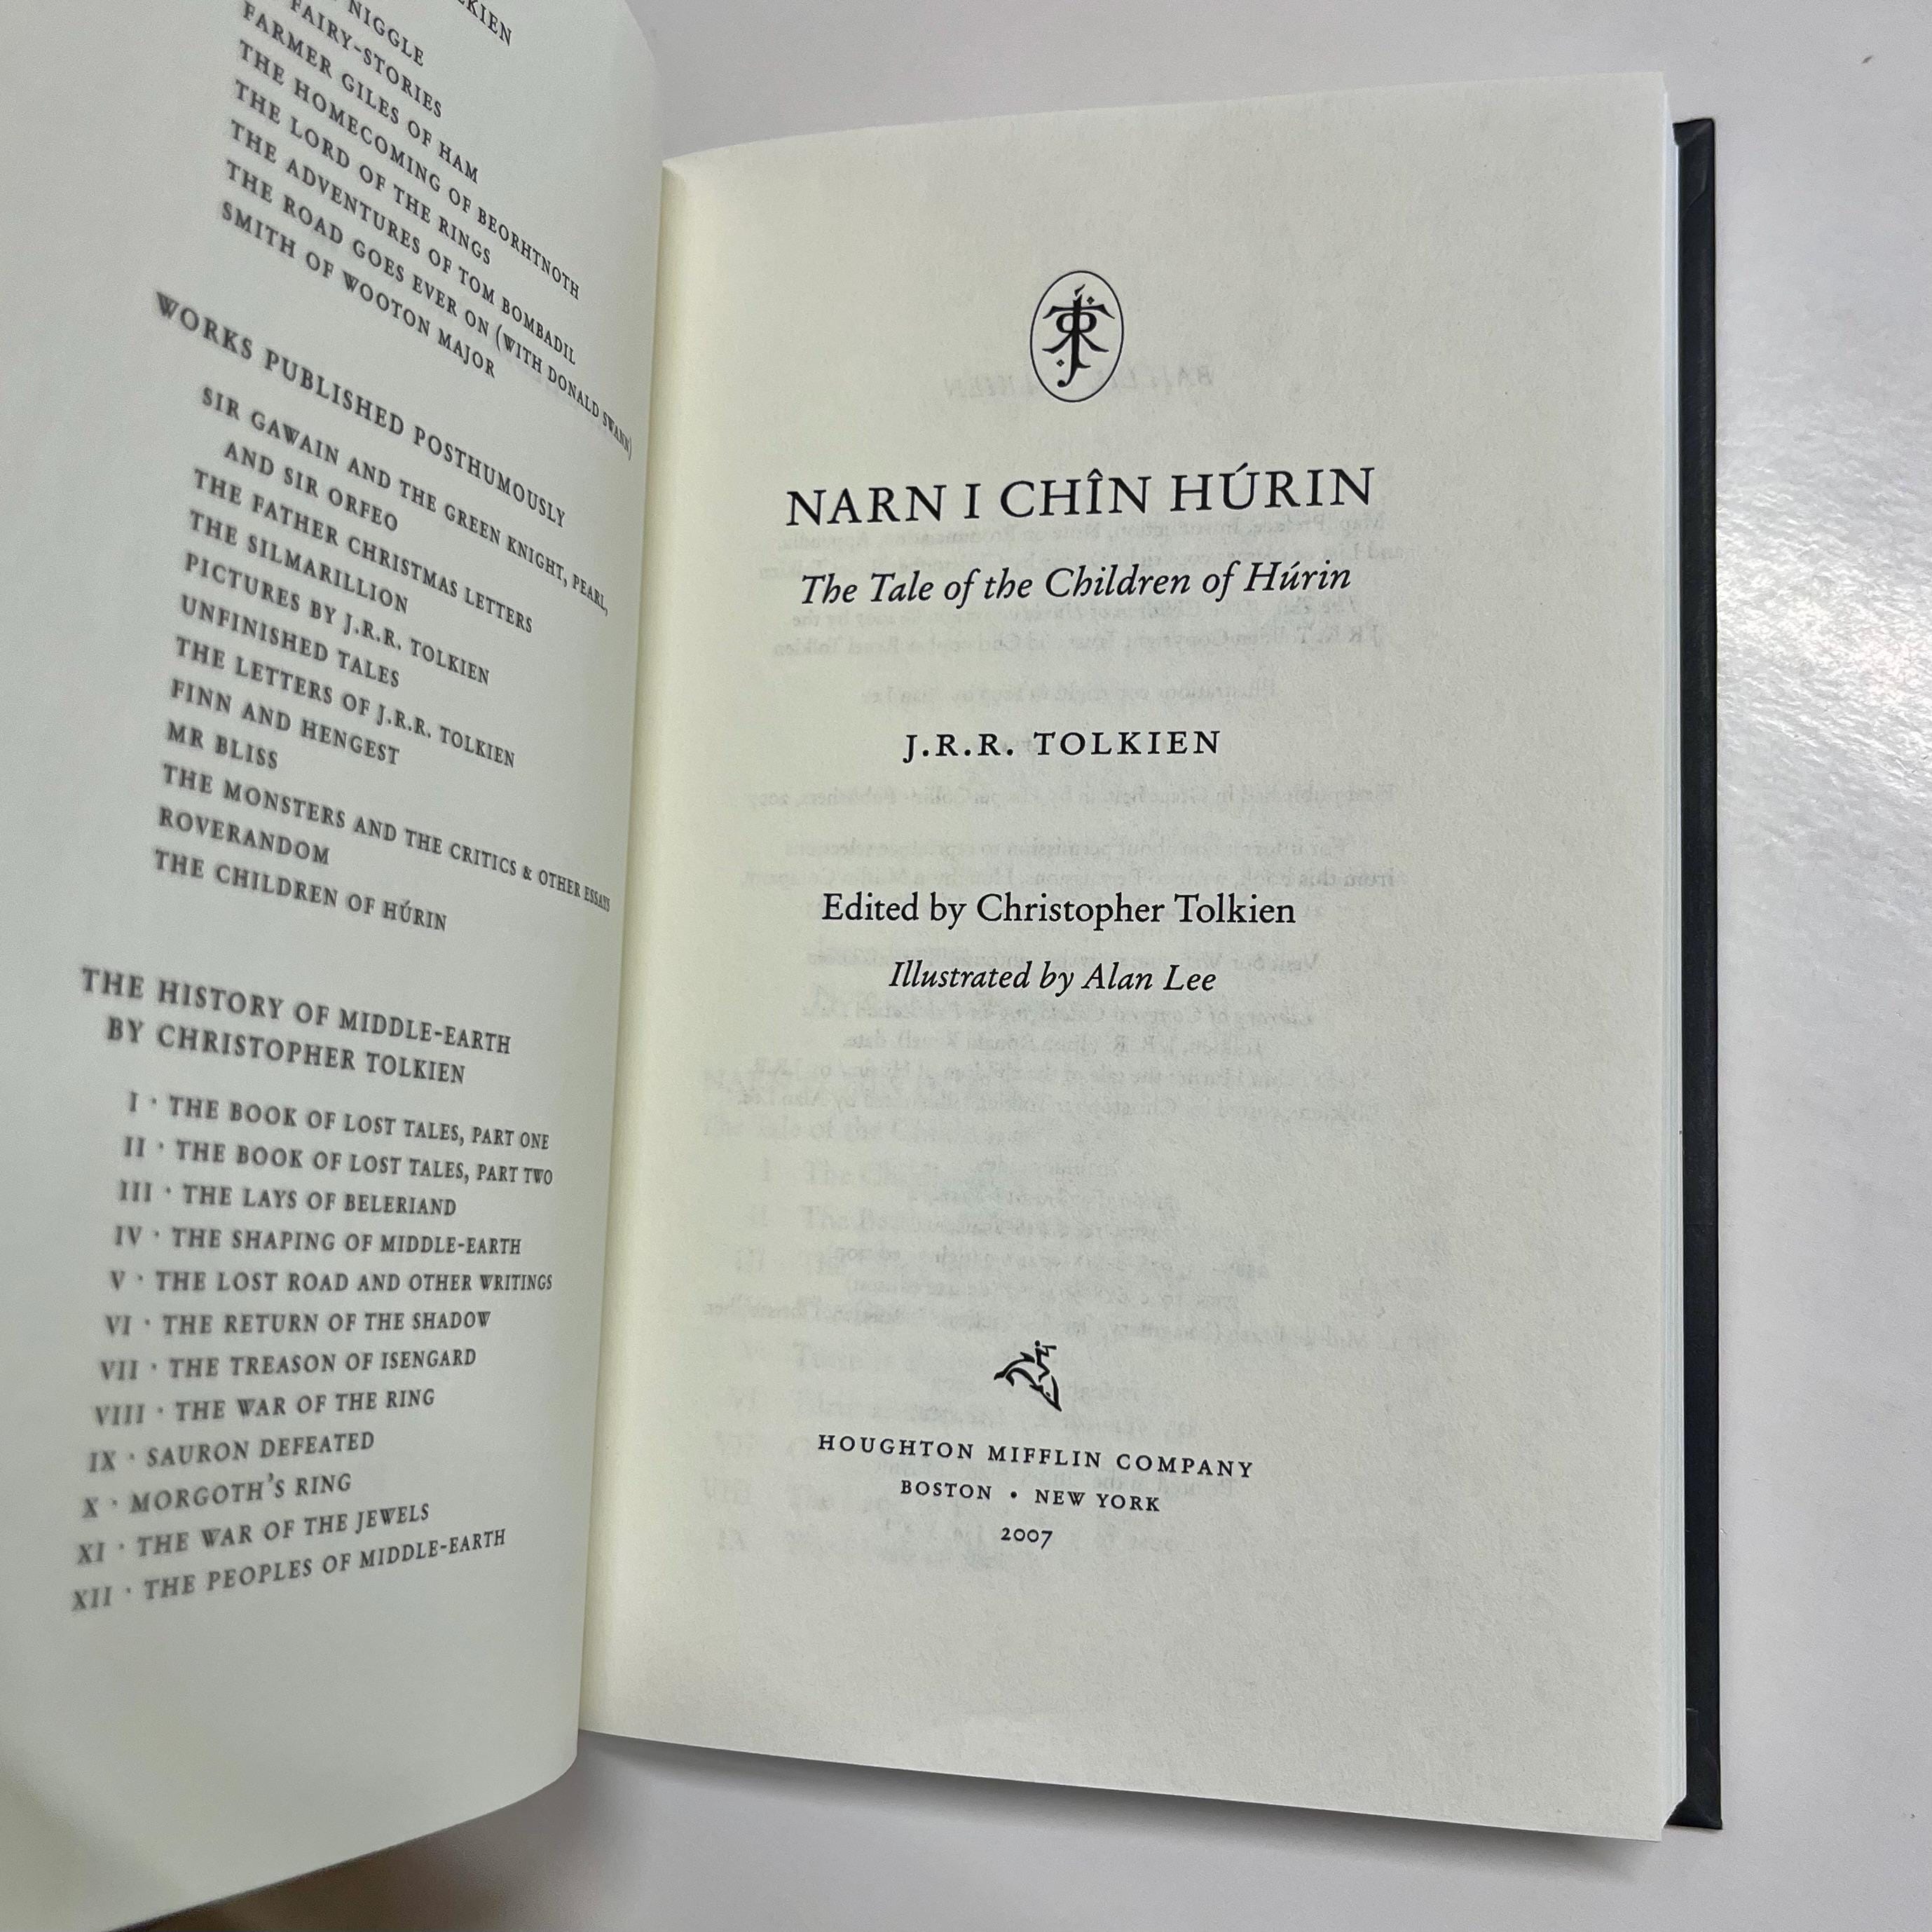 NIGGLE
FAIRY-STORIES
FARMER GILES OF HAM
THE HOMECOMING OF BEORHTNOTH
THE LORD OF THE RINGS
THE ADVENTURES OF TOM BOMBADIL
THE ROAD GOES EVER ON (WITH DONALD SWANN)
SMITH OF WOOTON MAJOR
WORKS PUBLISHED POSTHUMOUSLY
SIR GAWAIN AND THE GREEN KNIGHT, PEARL,
AND SIR ORFEO
THE FATHER CHRISTMAS LETTERS
THE SILMARILLION
PICTURES BY J.R.R. TOLKIEN
UNFINISHED TALES
THE LETTERS OF J.R.R. TOLKIEN
FINN AND HENGEST
MR BLISS
THE MONSTERS AND THE CRITICS & OTHER ESSAYS
ROVERANDOM
THE CHILDREN OF HÚRIN
THE HISTORY OF MIDDLE-EARTH
BY CHRISTOPHER TOLKIEN
I · THE BOOK OF LOST TALES, PART ONE
II · THE BOOK OF LOST TALES, PART TWO
III · THE LAYS OF BELERIAND
IV · THE SHAPING OF MIDDLE-EARTH
V · THE LOST ROAD AND OTHER WRITINGS
VI · THE RETURN OF THE SHADOW
VII · THE TREASON OF ISENGARD
VIII · THE WAR OF THE RING
IX · SAURON DEFEATED
X · MORGOTH'S RING
XI · THE WAR OF THE JEWELS
XII · THE PEOPLES OF MIDDLE-EARTH
NARN I CHÎN HÚRIN
The Tale of the Children of Húrin
J.R.R. TOLKIEN
Edited by Christopher Tolkien
Illustrated by Alan Lee
HOUGHTON MIFFLIN COMPANY
BOSTON • NEW YORK
2007